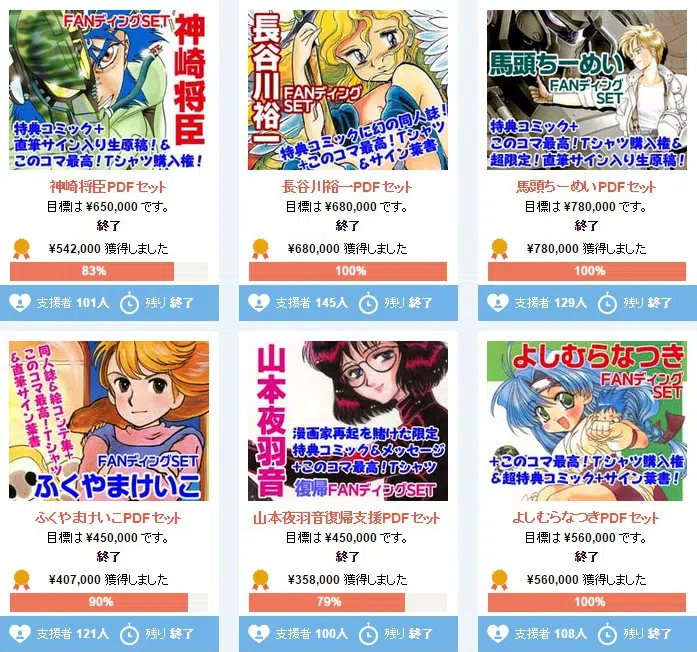 FANディングSET
神崎将臣
特典コミック+
直筆サイン入り生原稿!&
このコマ最高!Tシャツ購入権!
神崎将臣PDFセット
目標は ¥650,000 です。
終了
¥542,000 獲得しました
83%
支援者 101人 残り 終了
長谷川裕一
FANディング
SET
特典コミックに幻の同人誌!
+このコマ最高!Tシャツ
&サイン葉書
長谷川裕一PDFセット
目標は ¥680,000 です。
終了
¥680,000 獲得しました
100%
支援者 145人 残り 終了
馬頭ちーめい
FANディング
SET
特典コミック+
このコマ最高!Tシャツ購入権&
超限定!直筆サイン入り生原稿!
馬頭ちーめいPDFセット
目標は ¥780,000 です。
終了
¥780,000 獲得しました
100%
支援者 129人 残り 終了
同人誌&絵コンテ集+
このコマ最高!Tシャツ
&直筆サイン葉書
FANディングSET
ふくやまけいこ
ふくやまけいこPDFセット
目標は ¥450,000 です。
終了
¥407,000 獲得しました
90%
支援者 121人 残り 終了
山本夜羽音
漫画家再起を賭けた限定
特典コミック&メッセージ
+このコマ最高!Tシャツ
復帰FANディングSET
山本夜羽音復帰支援PDFセット
目標は ¥450,000 です。
終了
¥358,000 獲得しました
79%
支援者 100人 残り 終了
よしむらなつき
FANディング
SET
+このコマ最高!Tシャツ購入権
&超特典コミック+サイン葉書!
よしむらなつきPDFセット
目標は ¥560,000 です。
終了
¥560,000 獲得しました
100%
支援者 108人 残り 終了